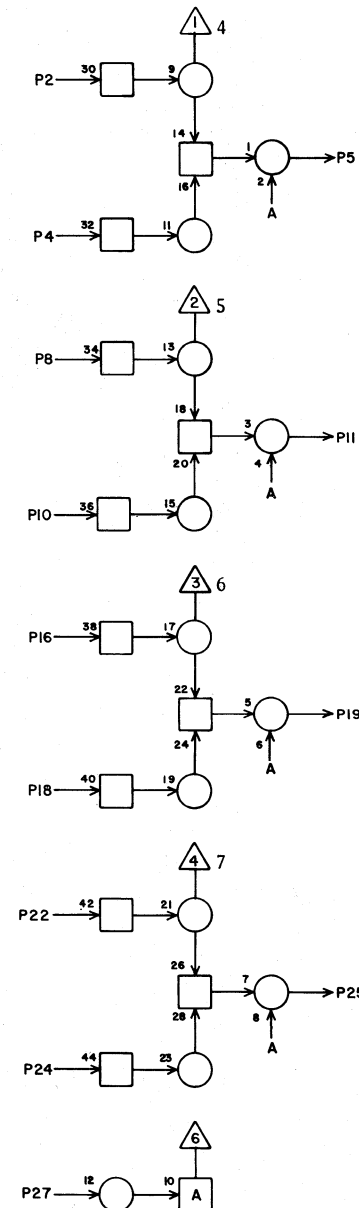 1 4
P2 30 9
14 1 P5
16 2
P4 32 11 A
2 5
P8 34 13
18 3 P11
20 4
P10 36 15 A
3 6
P16 38 17
22 5 P19
24 6
P18 40 19 A
4 7
P22 42 21
26 7 P25
28 8
P24 44 23 A
6
P27 12 10 A